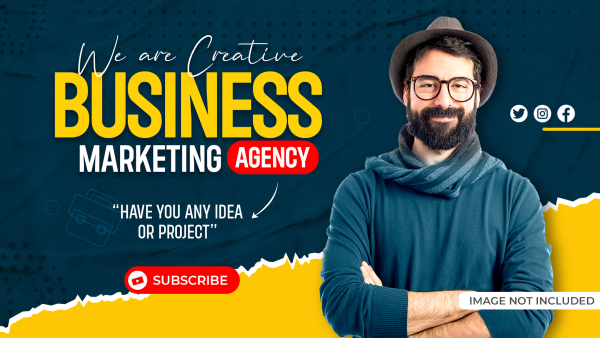 We are Creative
BUSINESS
MARKETING AGENCY
“HAVE YOU ANY IDEA
OR PROJECT”
SUBSCRIBE
IMAGE NOT INCLUDED